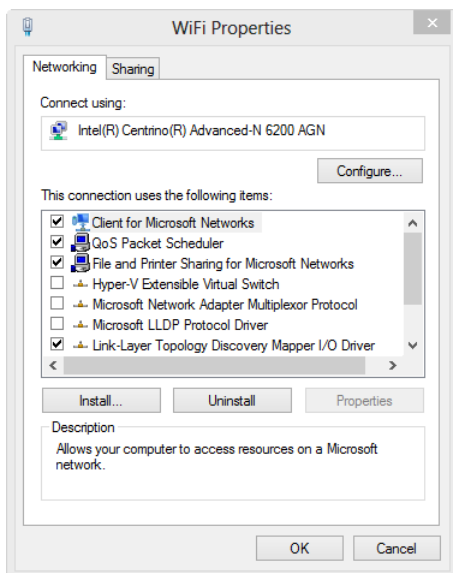 WiFi Properties
Networking
Sharing
Connect using:
Intel(R) Centrino(R) Advanced-N 6200 AGN
Configure...
This connection uses the following items:
Client for Microsoft Networks
QoS Packet Scheduler
File and Printer Sharing for Microsoft Networks
Hyper-V Extensible Virtual Switch
Microsoft Network Adapter Multiplexor Protocol
Microsoft LLDP Protocol Driver
Link-Layer Topology Discovery Mapper I/O Driver
Install...
Uninstall
Properties
Description
Allows your computer to access resources on a Microsoft
network.
OK
Cancel